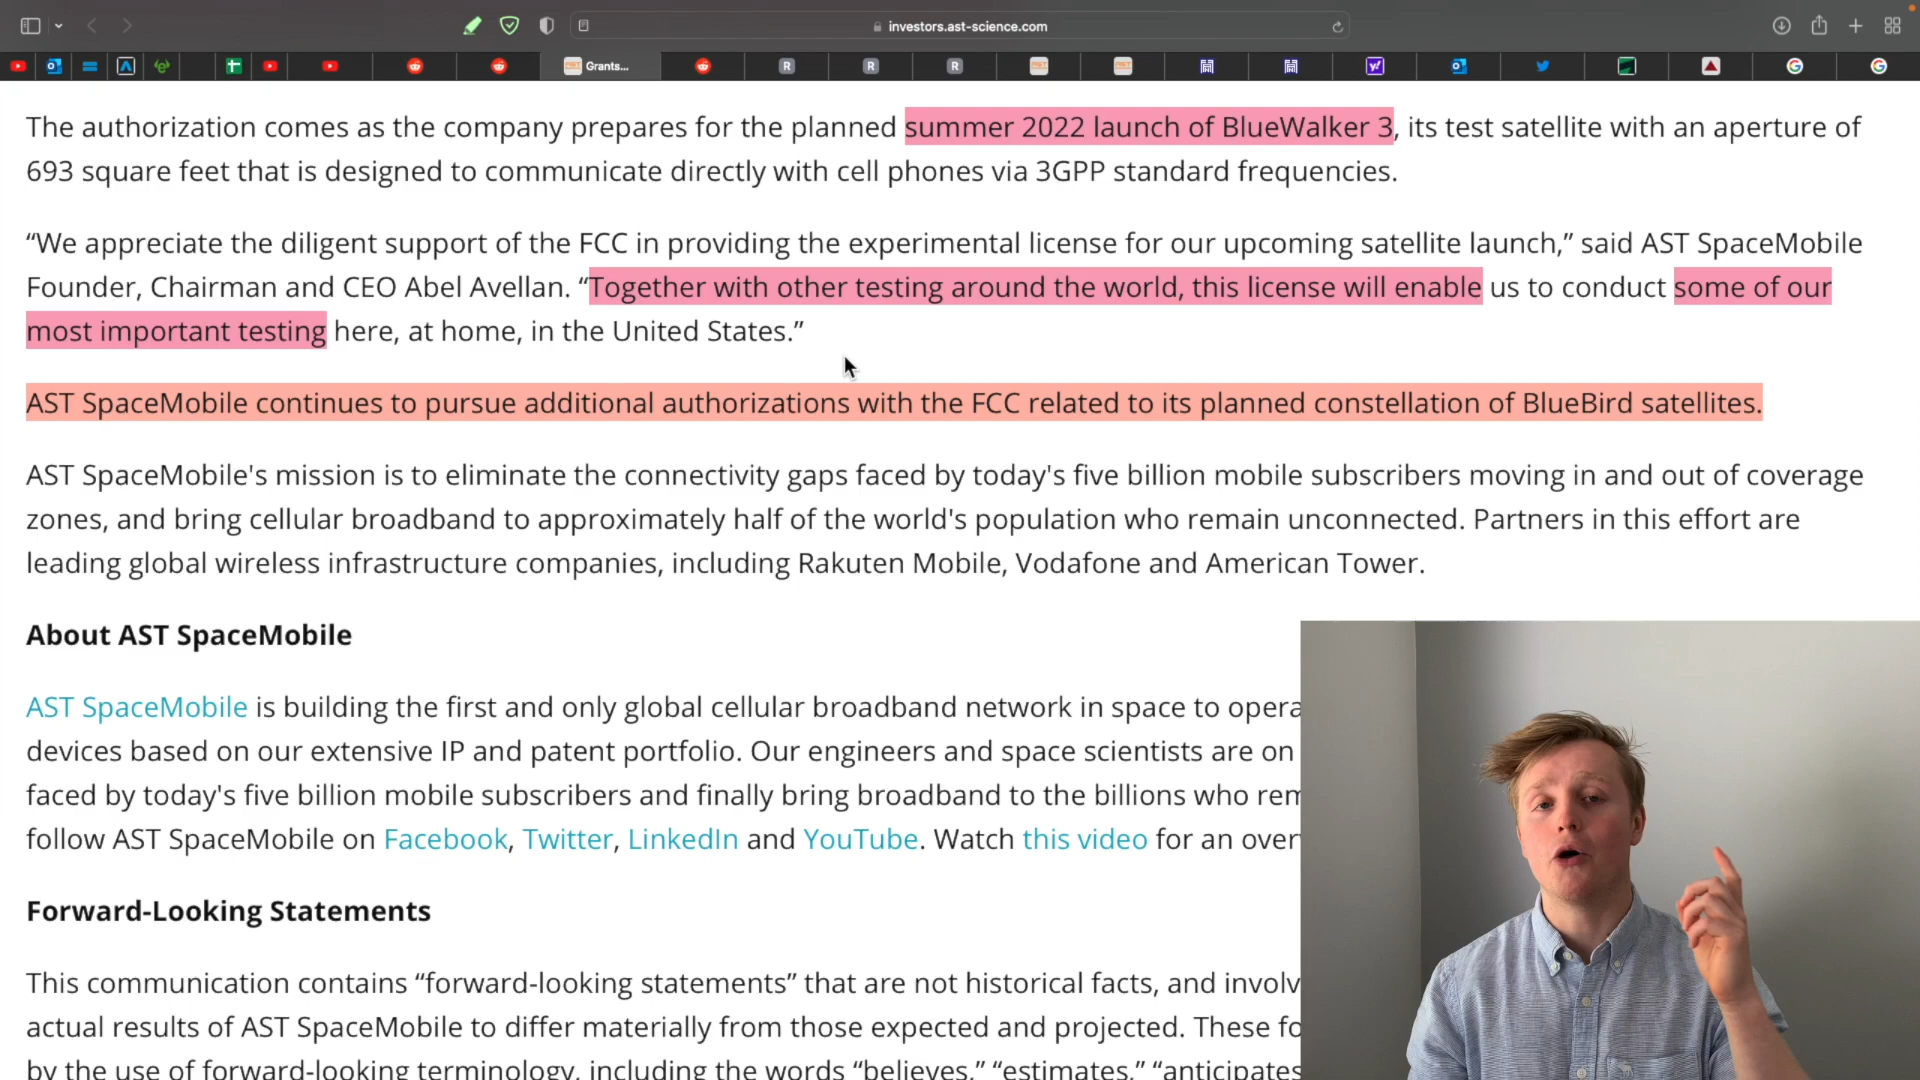 investors.ast-science.com
Grants...
The authorization comes as the company prepares for the planned summer 2022 launch of BlueWalker 3, its test satellite with an aperture of
693 square feet that is designed to communicate directly with cell phones via 3GPP standard frequencies.
“We appreciate the diligent support of the FCC in providing the experimental license for our upcoming satellite launch,” said AST SpaceMobile
Founder, Chairman and CEO Abel Avellan. “Together with other testing around the world, this license will enable us to conduct some of our
most important testing here, at home, in the United States.”
AST SpaceMobile continues to pursue additional authorizations with the FCC related to its planned constellation of BlueBird satellites.
AST SpaceMobile's mission is to eliminate the connectivity gaps faced by today's five billion mobile subscribers moving in and out of coverage
zones, and bring cellular broadband to approximately half of the world's population who remain unconnected. Partners in this effort are
leading global wireless infrastructure companies, including Rakuten Mobile, Vodafone and American Tower.
About AST SpaceMobile
AST SpaceMobile is building the first and only global cellular broadband network in space to opera
devices based on our extensive IP and patent portfolio. Our engineers and space scientists are on
faced by today's five billion mobile subscribers and finally bring broadband to the billions who rem
follow AST SpaceMobile on Facebook, Twitter, LinkedIn and YouTube. Watch this video for an over
Forward-Looking Statements
This communication contains “forward-looking statements” that are not historical facts, and involv
actual results of AST SpaceMobile to differ materially from those expected and projected. These fo
by the use of forward-looking terminology, including the words “believes,” “estimates,” “anticipates